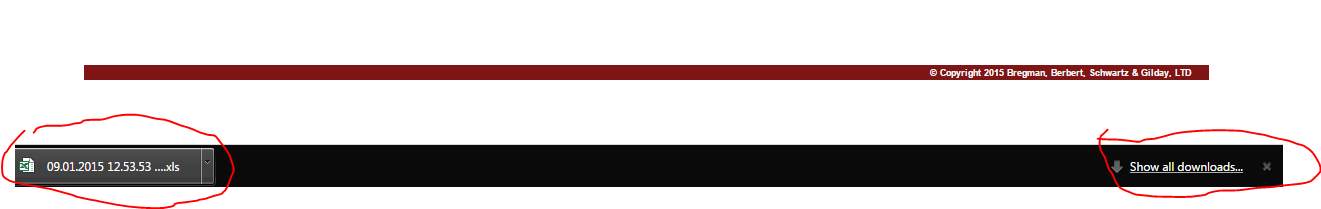 © Copyright 2015 Bregman, Berbert, Schwartz & Gilday, LTD
09.01.2015 12.53.53 ....xls
Show all downloads...